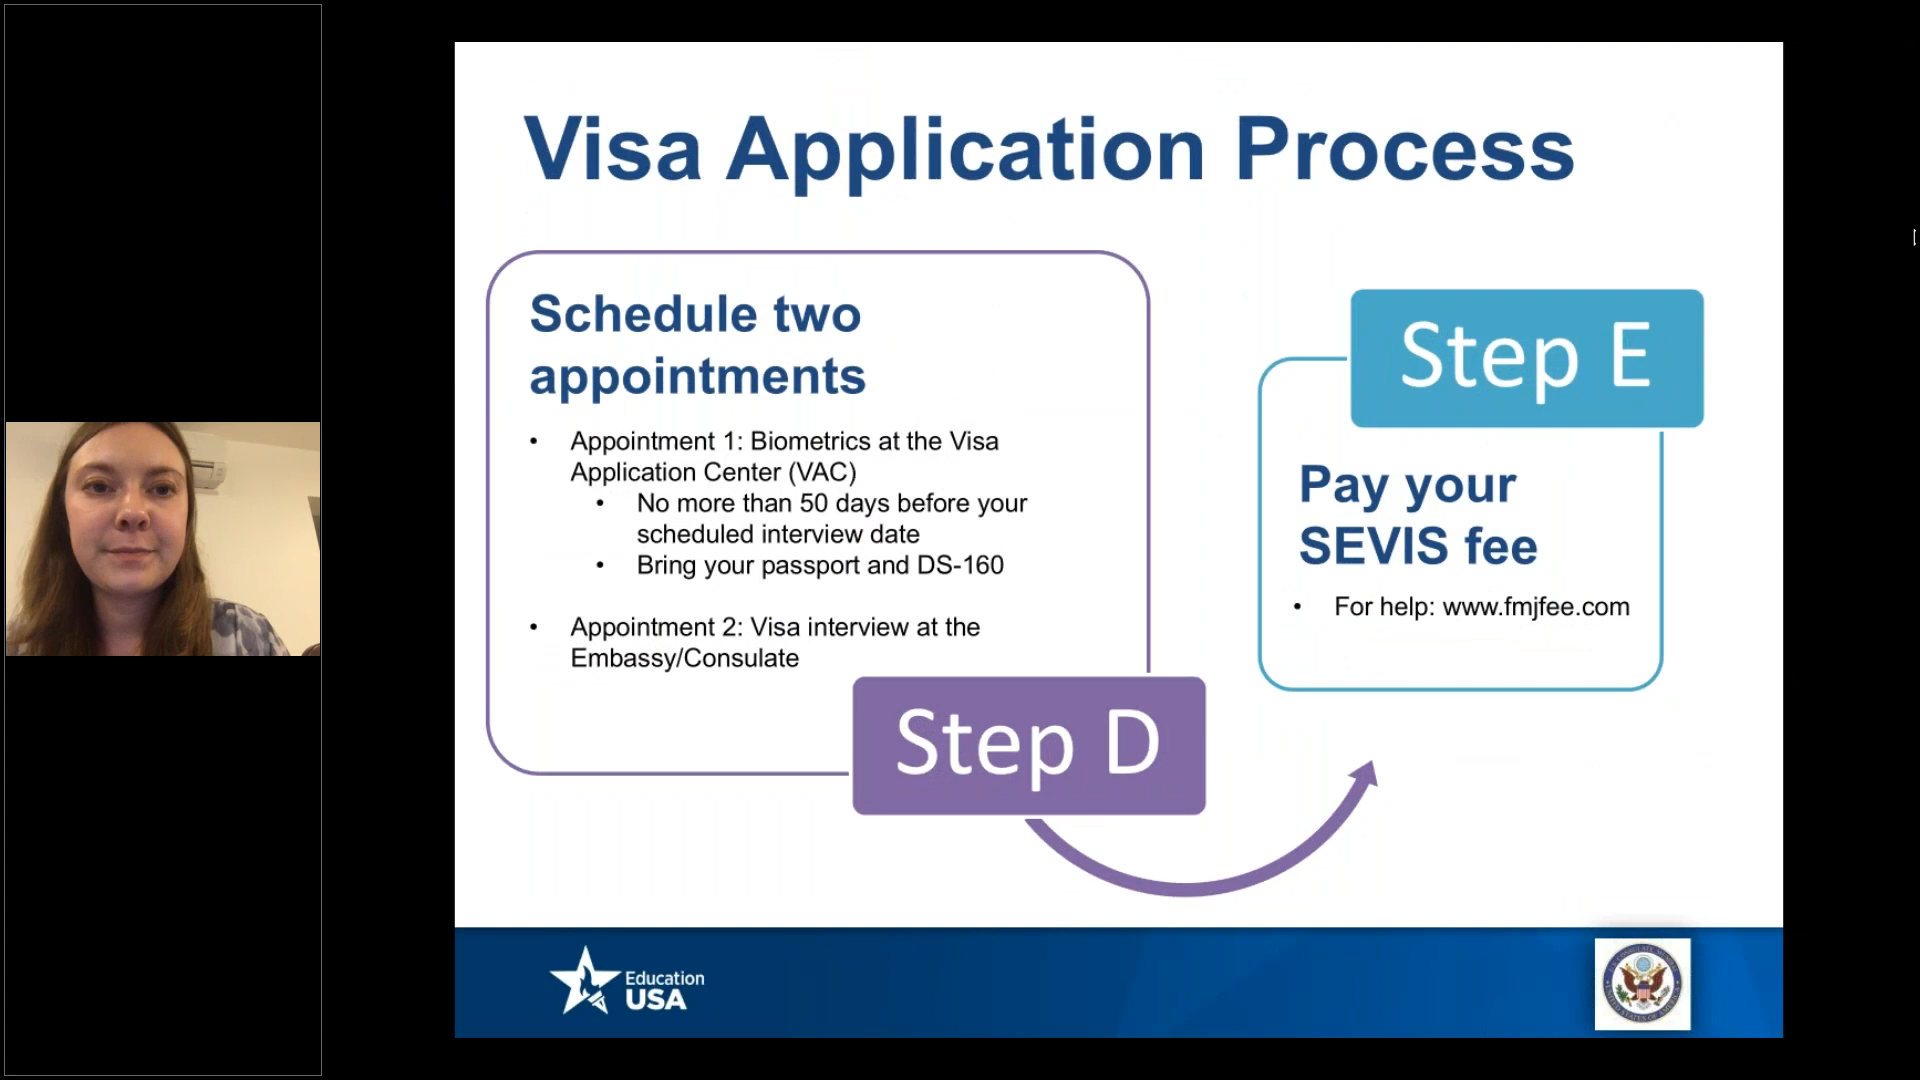 Visa Application Process
Schedule two
appointments
• Appointment 1: Biometrics at the Visa
Application Center (VAC)
• No more than 50 days before your
scheduled interview date
• Bring your passport and DS-160
• Appointment 2: Visa interview at the
Embassy/Consulate
Step D
Step E
Pay your
SEVIS fee
• For help: www.fmjfee.com
Education
USA